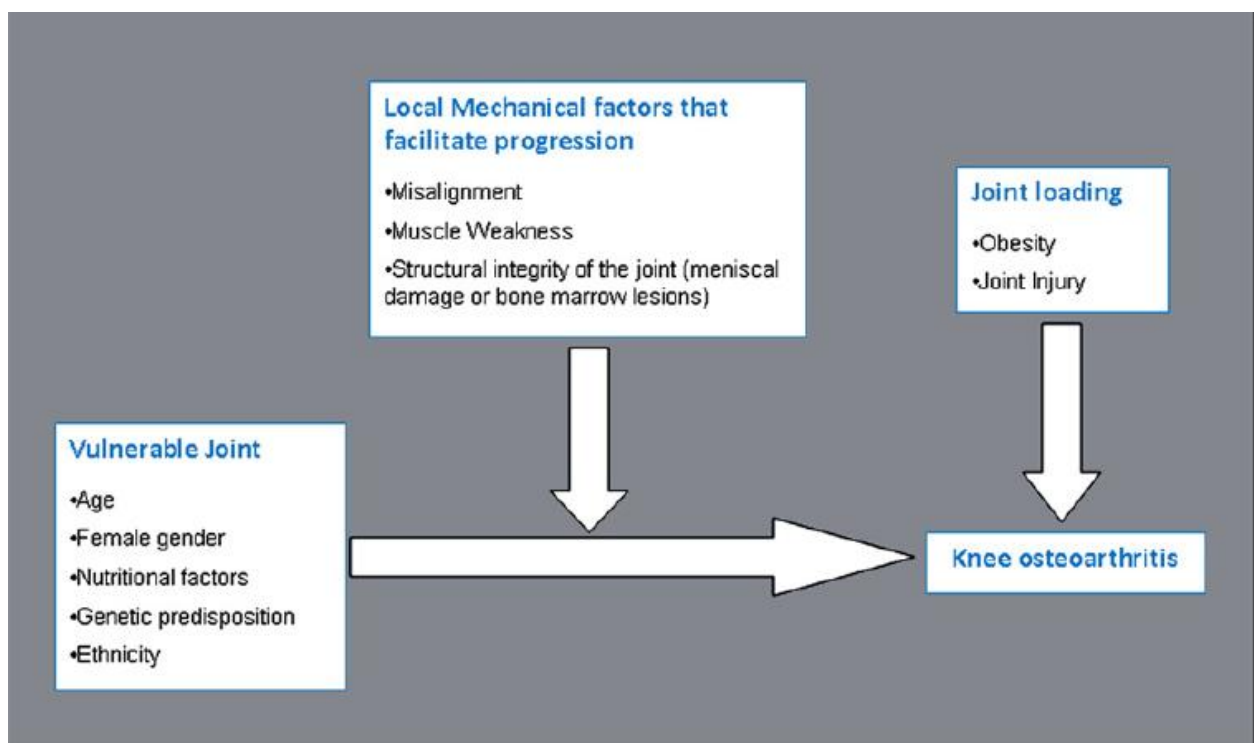 Local Mechanical factors that
facilitate progression
•Misalignment
•Muscle Weakness
•Structural integrity of the joint (meniscal
damage or bone marrow lesions)
Joint loading
•Obesity
•Joint Injury
Vulnerable Joint
•Age
•Female gender
•Nutritional factors
•Genetic predisposition
•Ethnicity
Knee osteoarthritis